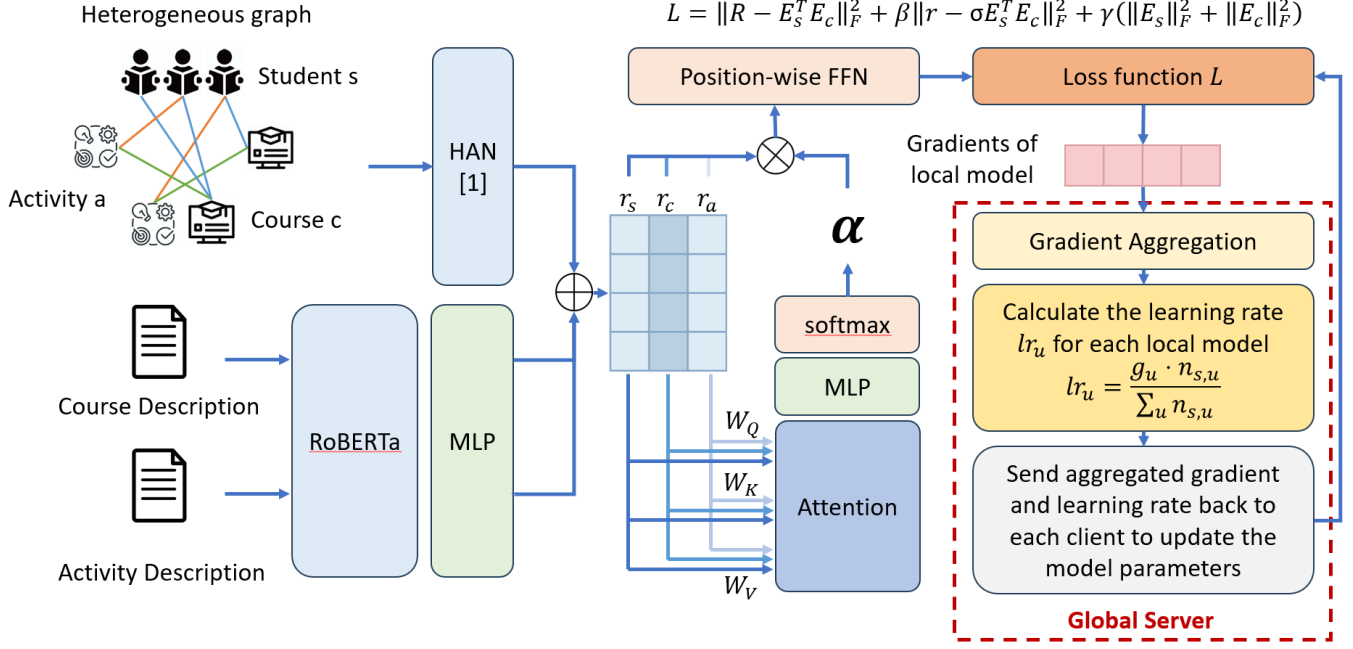 Heterogeneous graph
Student s
Activity a
Course c
HAN
[1]
Course Description
Activity Description
RoBERTa
MLP
r_s r_c r_a
W_Q
W_K
W_V
Attention
MLP
softmax
α
Position-wise FFN
L = ‖R − E_s^T E_c‖_F^2 + β‖r − σE_s^T E_c‖_F^2 + γ(‖E_s‖_F^2 + ‖E_c‖_F^2)
Loss function L
Gradients of
local model
Gradient Aggregation
Calculate the learning rate
lr_u for each local model
lr_u = g_u · n_{s,u} / ∑_u n_{s,u}
Send aggregated gradient
and learning rate back to
each client to update the
model parameters
Global Server